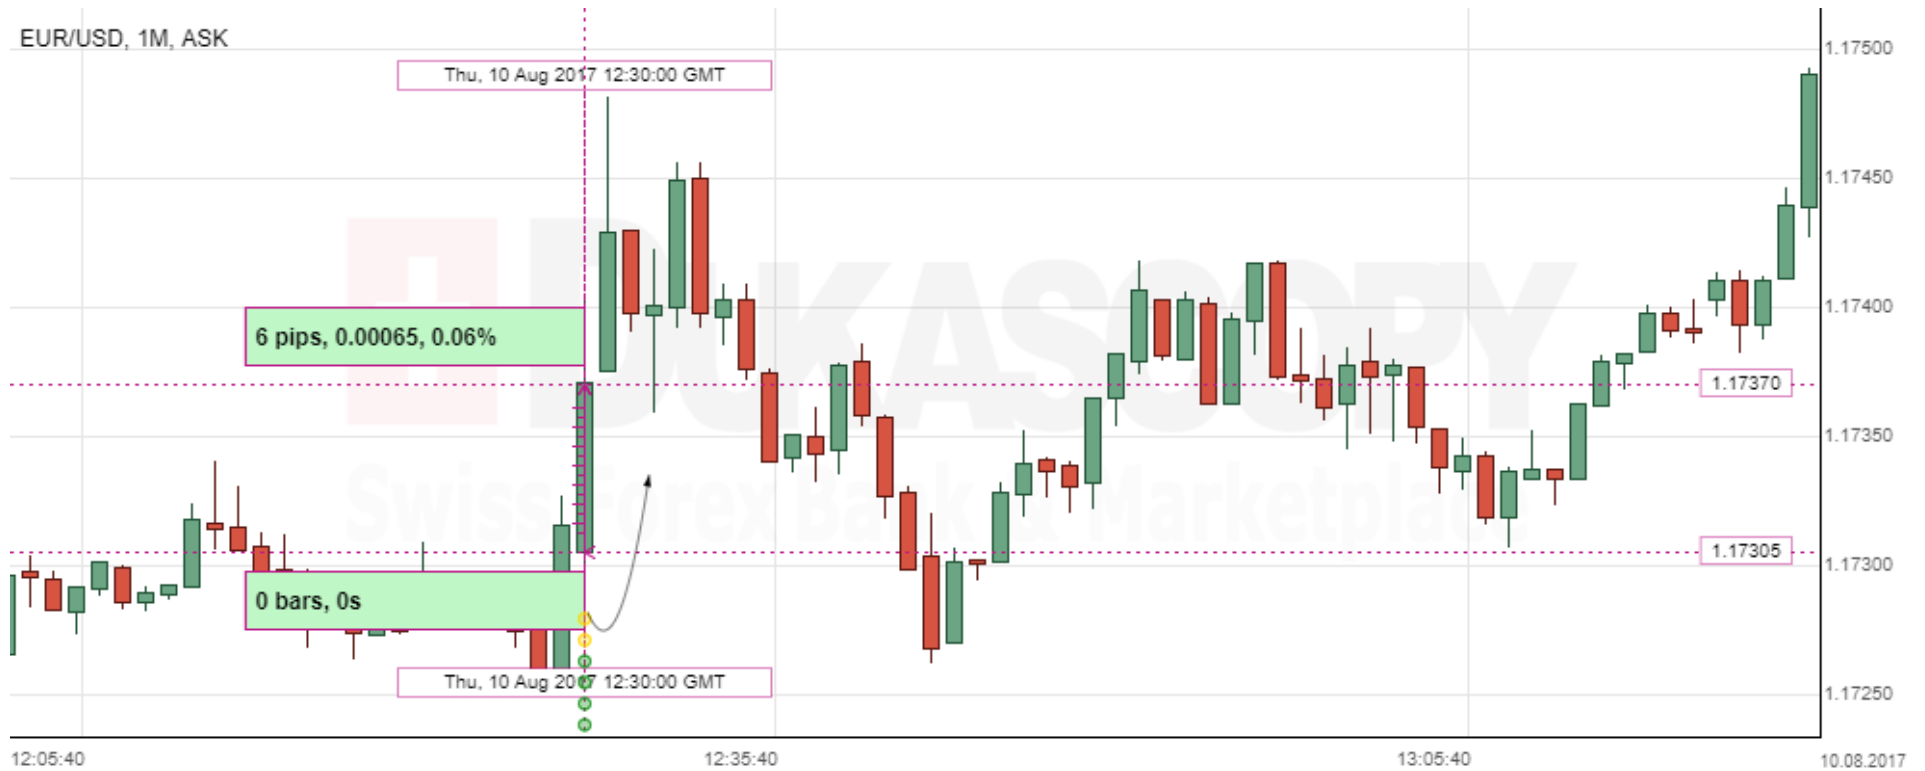 EUR/USD, 1M, ASK
1.17500
Thu, 10 Aug 2017 12:30:00 GMT
1.17450
DUKASCOPY
1.17400
6 pips, 0.00065, 0.06%
1.17370
1.17350
Swiss Forex Bank & Marketplace
1.17305
1.17300
0 bars, 0s
Thu, 10 Aug 2017 12:30:00 GMT
1.17250
12:05:40
12:35:40
13:05:40
10.08.2017